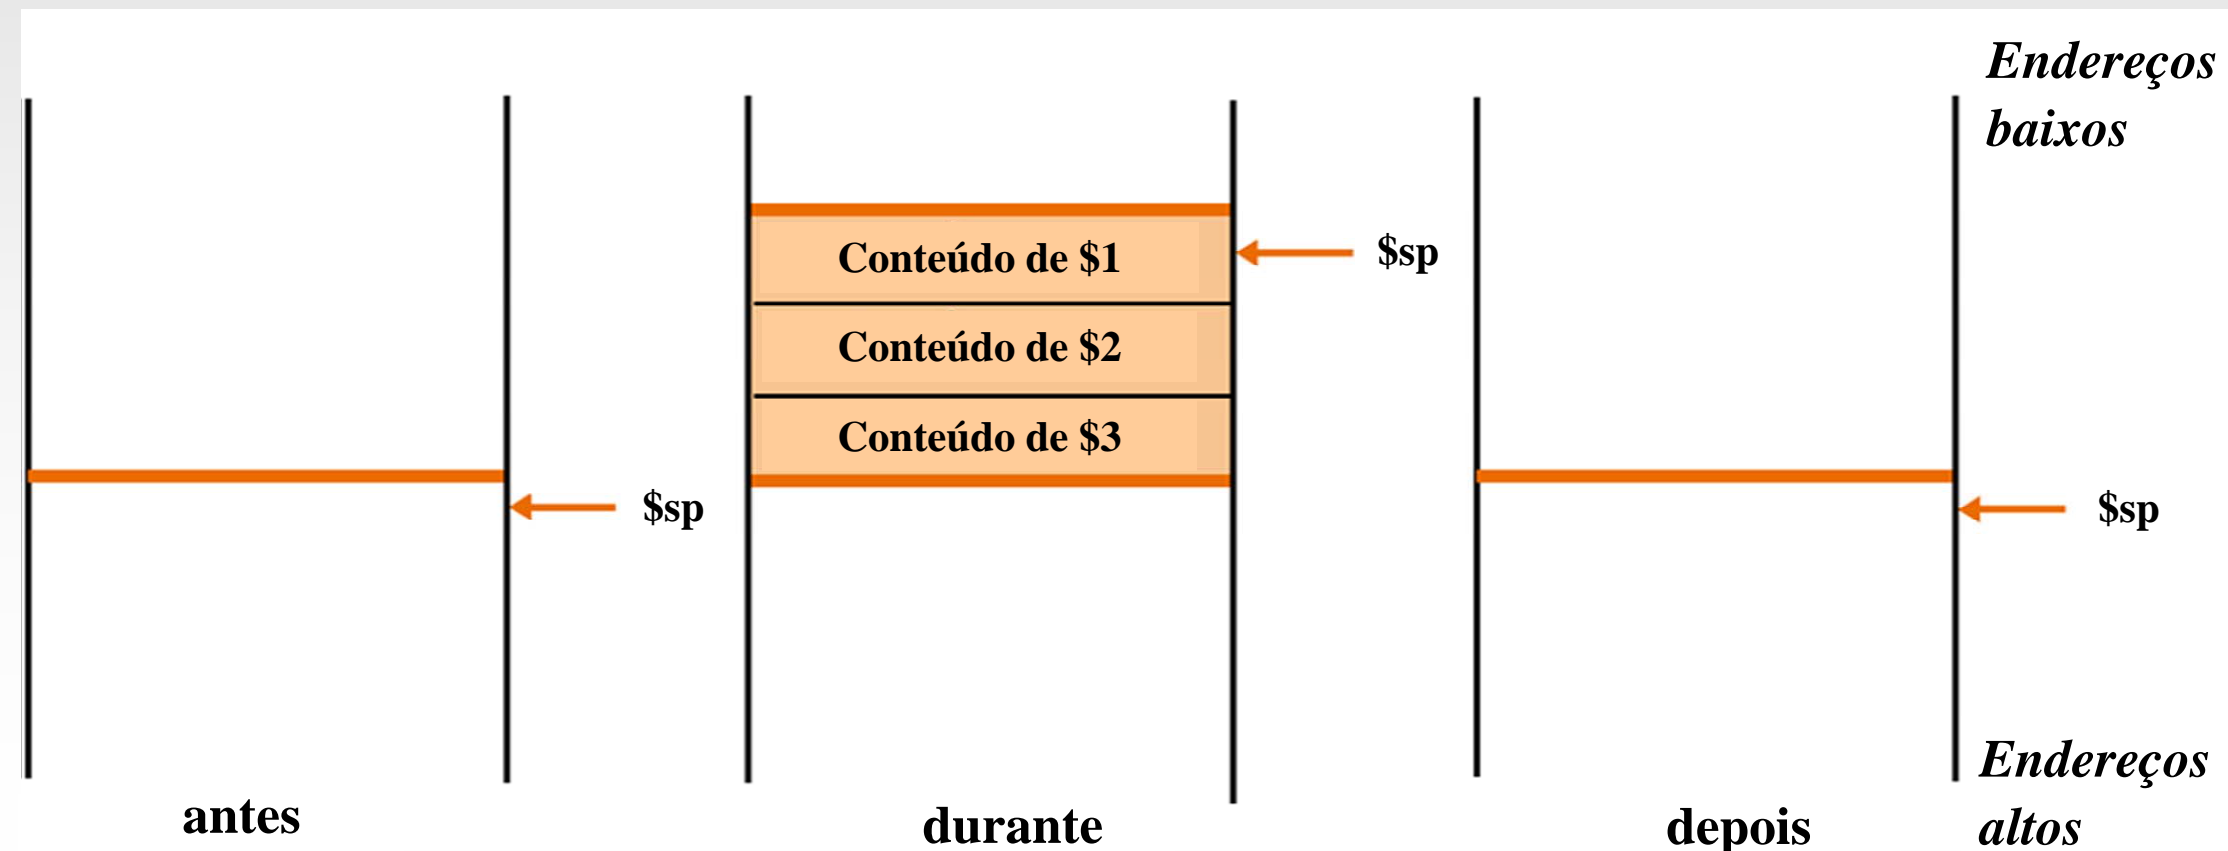 Endereços
baixos
Conteúdo de $1
$sp
Conteúdo de $2
Conteúdo de $3
$sp
$sp
Endereços
altos
antes
durante
depois